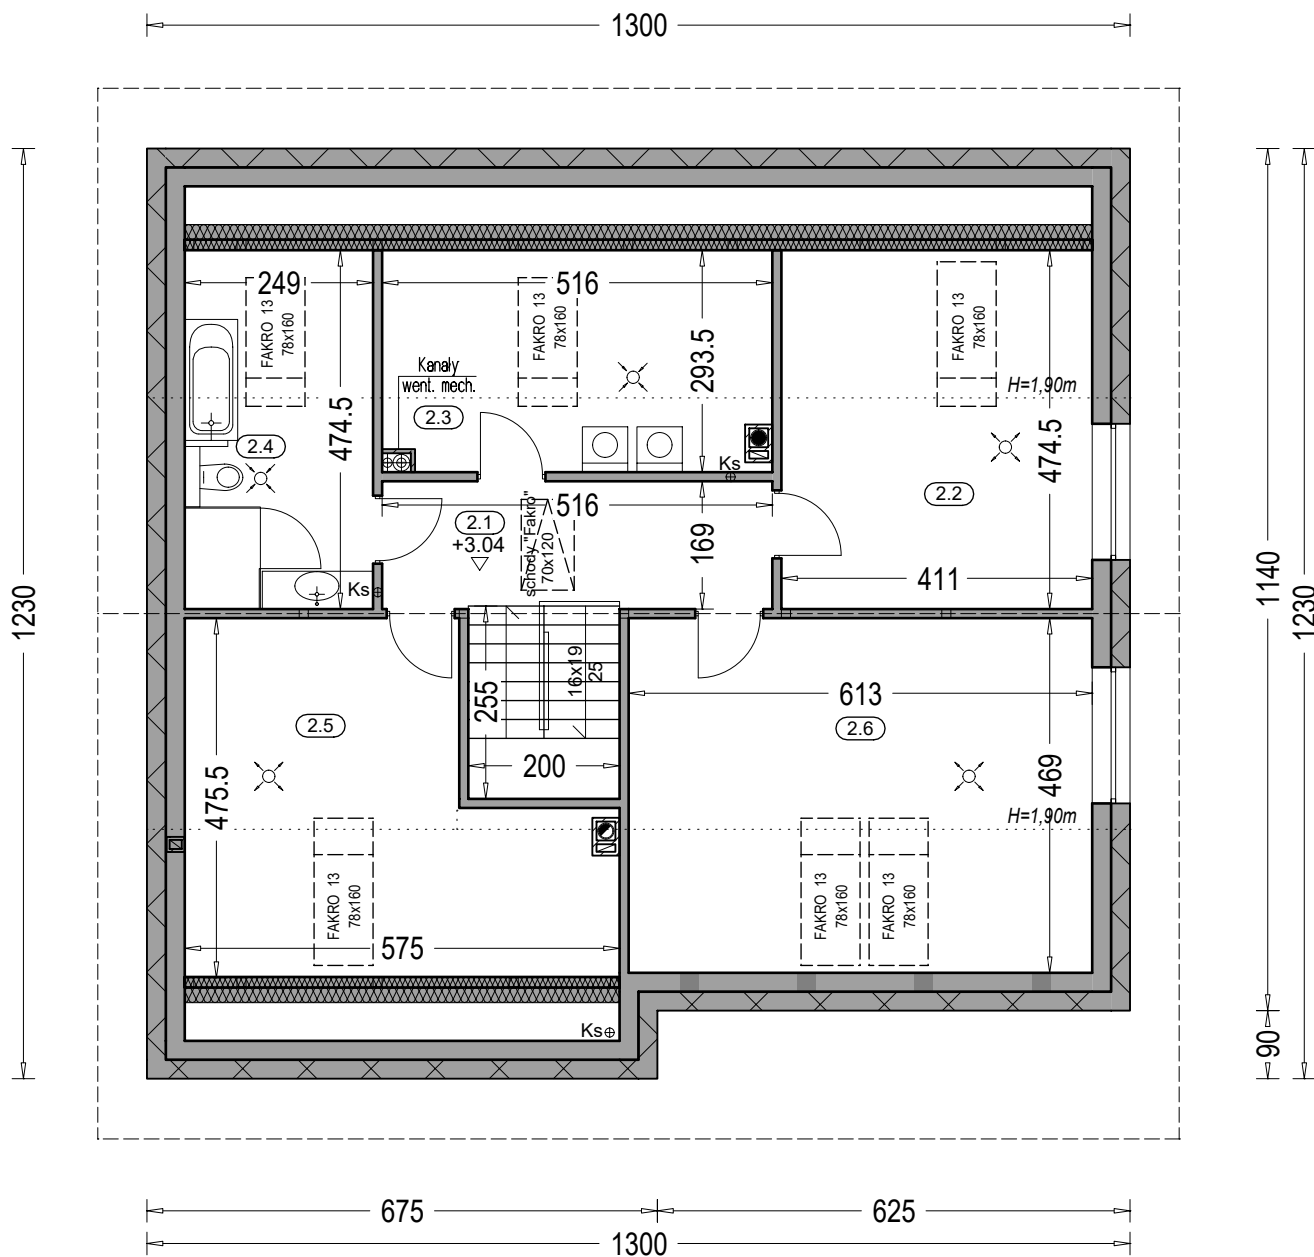 1300
249
516
FAKRO 13
78x160
FAKRO 13
78x160
FAKRO 13
78x160
Kanały
went. mech.
293.5
H=1,90m
2.3
474.5
2.4
474.5
Ks
2.2
516
2.1
+3.04
schody "Fakro"
70x120
169
411
Ks
1230
1140
1230
16x19
25
255
613
2.5
2.6
200
475.5
469
H=1,90m
FAKRO 13
78x160
FAKRO 13
78x160
FAKRO 13
78x160
575
Ks
90
675
625
1300